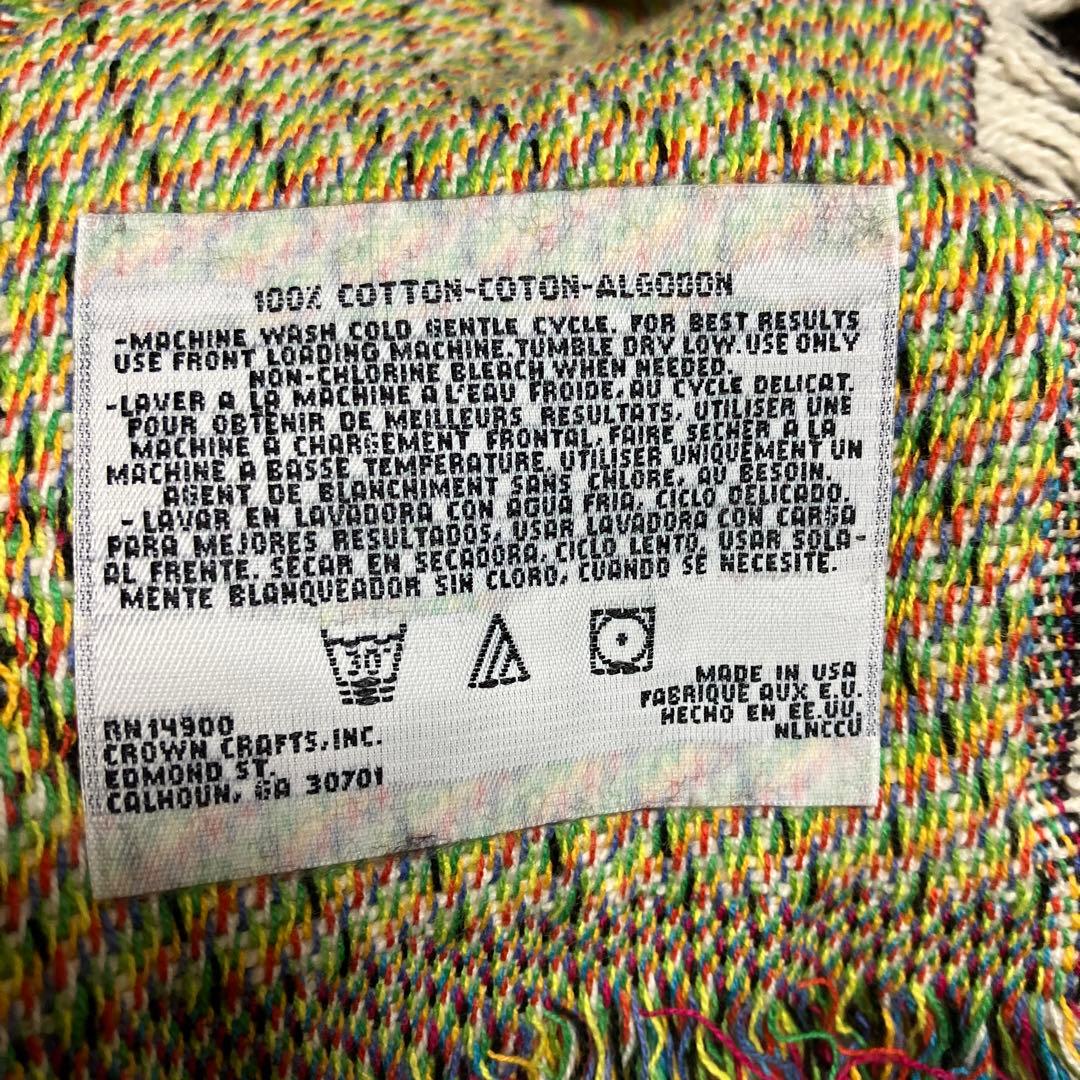 100% COTTON-COTON-ALGODON
-MACHINE WASH COLD GENTLE CYCLE. FOR BEST RESULTS
USE FRONT LOADING MACHINE.TUMBLE DRY LOW.USE ONLY
NON-CHLORINE BLEACH WHEN NEEDED.
-LAVER A LA MACHINE A L'EAU FROIDE,AU CYCLE DELICAT.
POUR OBTENIR DE MEILLEURS RESULTATS, UTILISER UNE
MACHINE A CHARGEMENT FRONTAL.FAIRE SECHER A LA
MACHINE A BASSE TEMPERATURE. UTILISER UNIQUEMENT UN
AGENT DE BLANCHIMENT SANS CHLORE, AU BESOIN.
- LAVAR EN LAVADORA CON AGUA FRIA, CICLO DELICADO.
PARA MEJORES RESULTADOS, USAR LAVADORA CON CARGA
AL FRENTE. SECAR EN SECADORA, CICLO LENTO. USAR SOLA-
MENTE BLANQUEADOR SIN CLORO, CUANDO SE NECESITE.
30°
MADE IN USA
FABRIQUE AUX E.U.
HECHO EN EE.UU.
NLNCCU
RN14900
CROWN CRAFTS,INC.
EDMOND ST.
CALHOUN, GA 30701